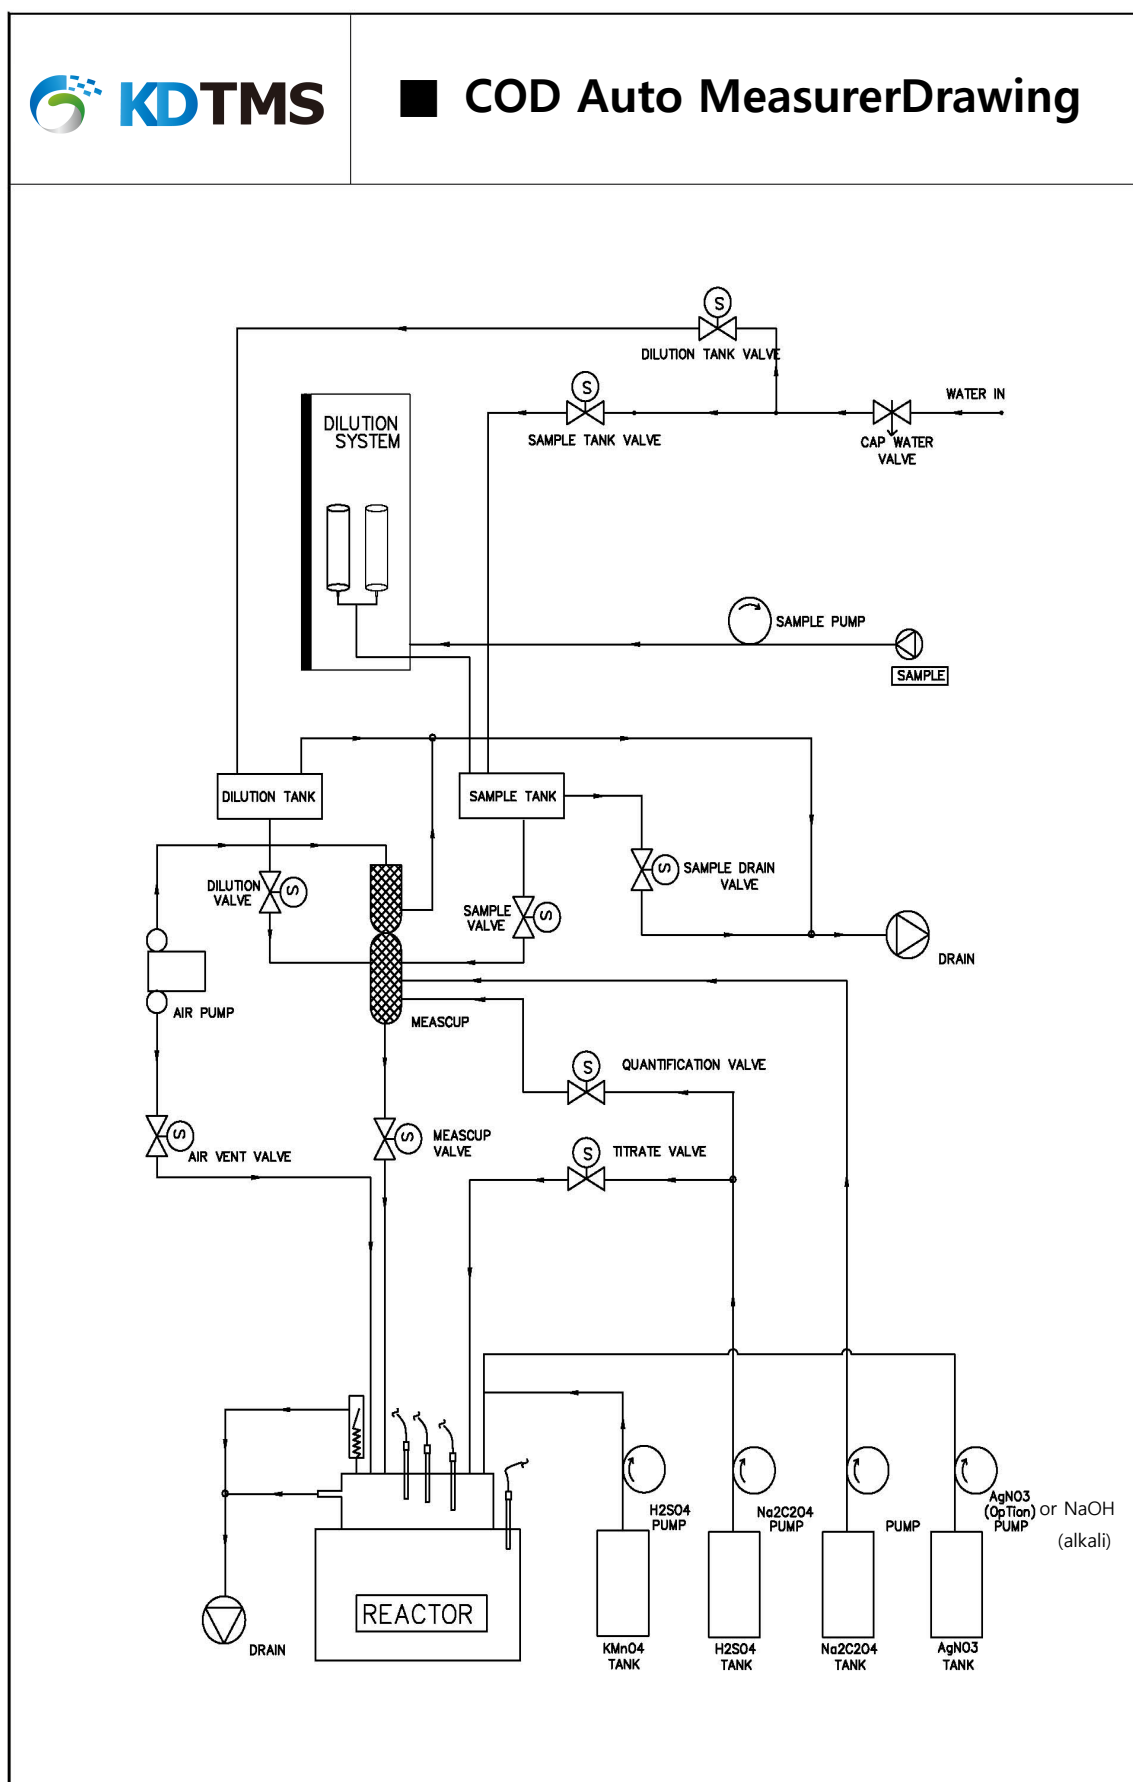 KDTMS
■ COD Auto MeasurerDrawing
S
DILUTION TANK VALVE
S
SAMPLE TANK VALVE
WATER IN
CAP WATER
VALVE
DILUTION
SYSTEM
SAMPLE PUMP
SAMPLE
DILUTION TANK
SAMPLE TANK
DILUTION
VALVE
S
SAMPLE
VALVE
S
S
SAMPLE DRAIN
VALVE
DRAIN
AIR PUMP
MEASCUP
QUANTIFICATION VALVE
S
S
AIR VENT VALVE
S
MEASCUP
VALVE
S
TITRATE VALVE
H2SO4
PUMP
Na2C2O4
PUMP
PUMP
AgNO3
(OpTion)
PUMP
or NaOH
(alkali)
REACTOR
DRAIN
KMnO4
TANK
H2SO4
TANK
Na2C2O4
TANK
AgNO3
TANK